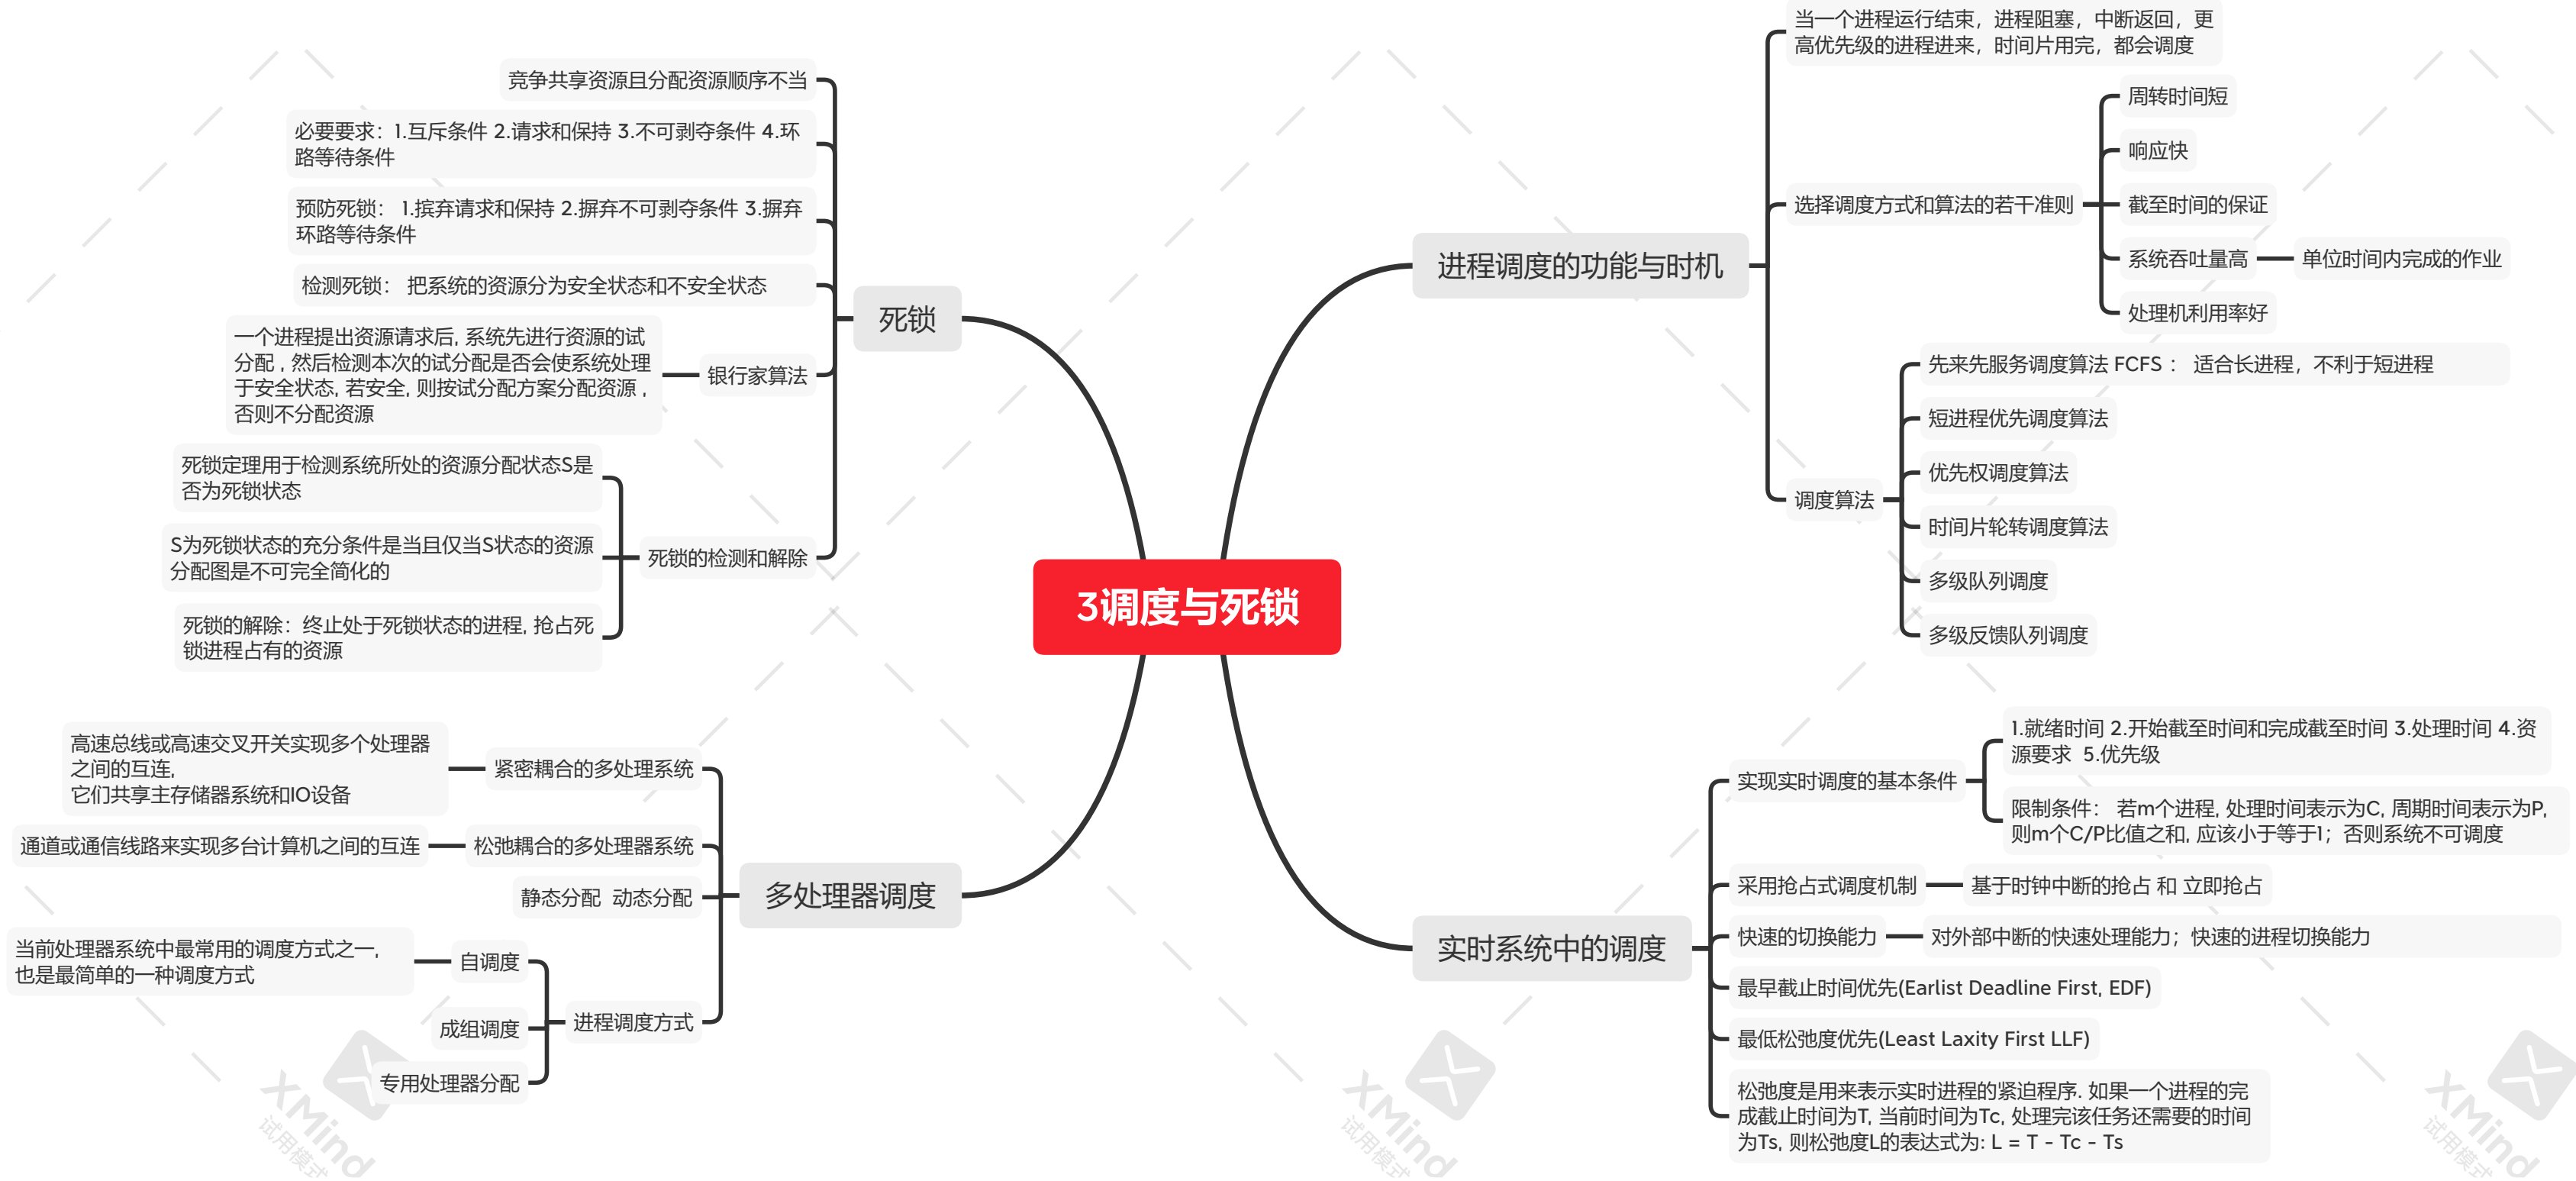 3调度与死锁
进程调度的功能与时机
当一个进程运行结束，进程阻塞，中断返回，更
高优先级的进程进来，时间片用完，都会调度
选择调度方式和算法的若干准则
周转时间短
响应快
截至时间的保证
系统吞吐量高
单位时间内完成的作业
处理机利用率好
调度算法
先来先服务调度算法 FCFS ： 适合长进程，不利于短进程
短进程优先调度算法
优先权调度算法
时间片轮转调度算法
多级队列调度
多级反馈队列调度
实时系统中的调度
实现实时调度的基本条件
1.就绪时间 2.开始截至时间和完成截至时间 3.处理时间 4.资
源要求 5.优先级
限制条件： 若m个进程, 处理时间表示为C, 周期时间表示为P,
则m个C/P比值之和, 应该小于等于1；否则系统不可调度
采用抢占式调度机制
基于时钟中断的抢占 和 立即抢占
快速的切换能力
对外部中断的快速处理能力；快速的进程切换能力
最早截止时间优先(Earlist Deadline First, EDF)
最低松弛度优先(Least Laxity First LLF)
松弛度是用来表示实时进程的紧迫程序. 如果一个进程的完
成截止时间为T, 当前时间为Tc, 处理完该任务还需要的时间
为Ts, 则松弛度L的表达式为: L = T - Tc - Ts
死锁
竞争共享资源且分配资源顺序不当
必要要求：1.互斥条件 2.请求和保持 3.不可剥夺条件 4.环
路等待条件
预防死锁： 1.摈弃请求和保持 2.摒弃不可剥夺条件 3.摒弃
环路等待条件
检测死锁： 把系统的资源分为安全状态和不安全状态
银行家算法
一个进程提出资源请求后, 系统先进行资源的试
分配 , 然后检测本次的试分配是否会使系统处理
于安全状态, 若安全, 则按试分配方案分配资源 ,
否则不分配资源
死锁的检测和解除
死锁定理用于检测系统所处的资源分配状态S是
否为死锁状态
S为死锁状态的充分条件是当且仅当S状态的资源
分配图是不可完全简化的
死锁的解除：终止处于死锁状态的进程, 抢占死
锁进程占有的资源
多处理器调度
紧密耦合的多处理系统
高速总线或高速交叉开关实现多个处理器
之间的互连,
它们共享主存储器系统和IO设备
松弛耦合的多处理器系统
通道或通信线路来实现多台计算机之间的互连
静态分配 动态分配
进程调度方式
自调度
当前处理器系统中最常用的调度方式之一,
也是最简单的一种调度方式
成组调度
专用处理器分配
XMind
试用模式
XMind
试用模式
XMind
试用模式